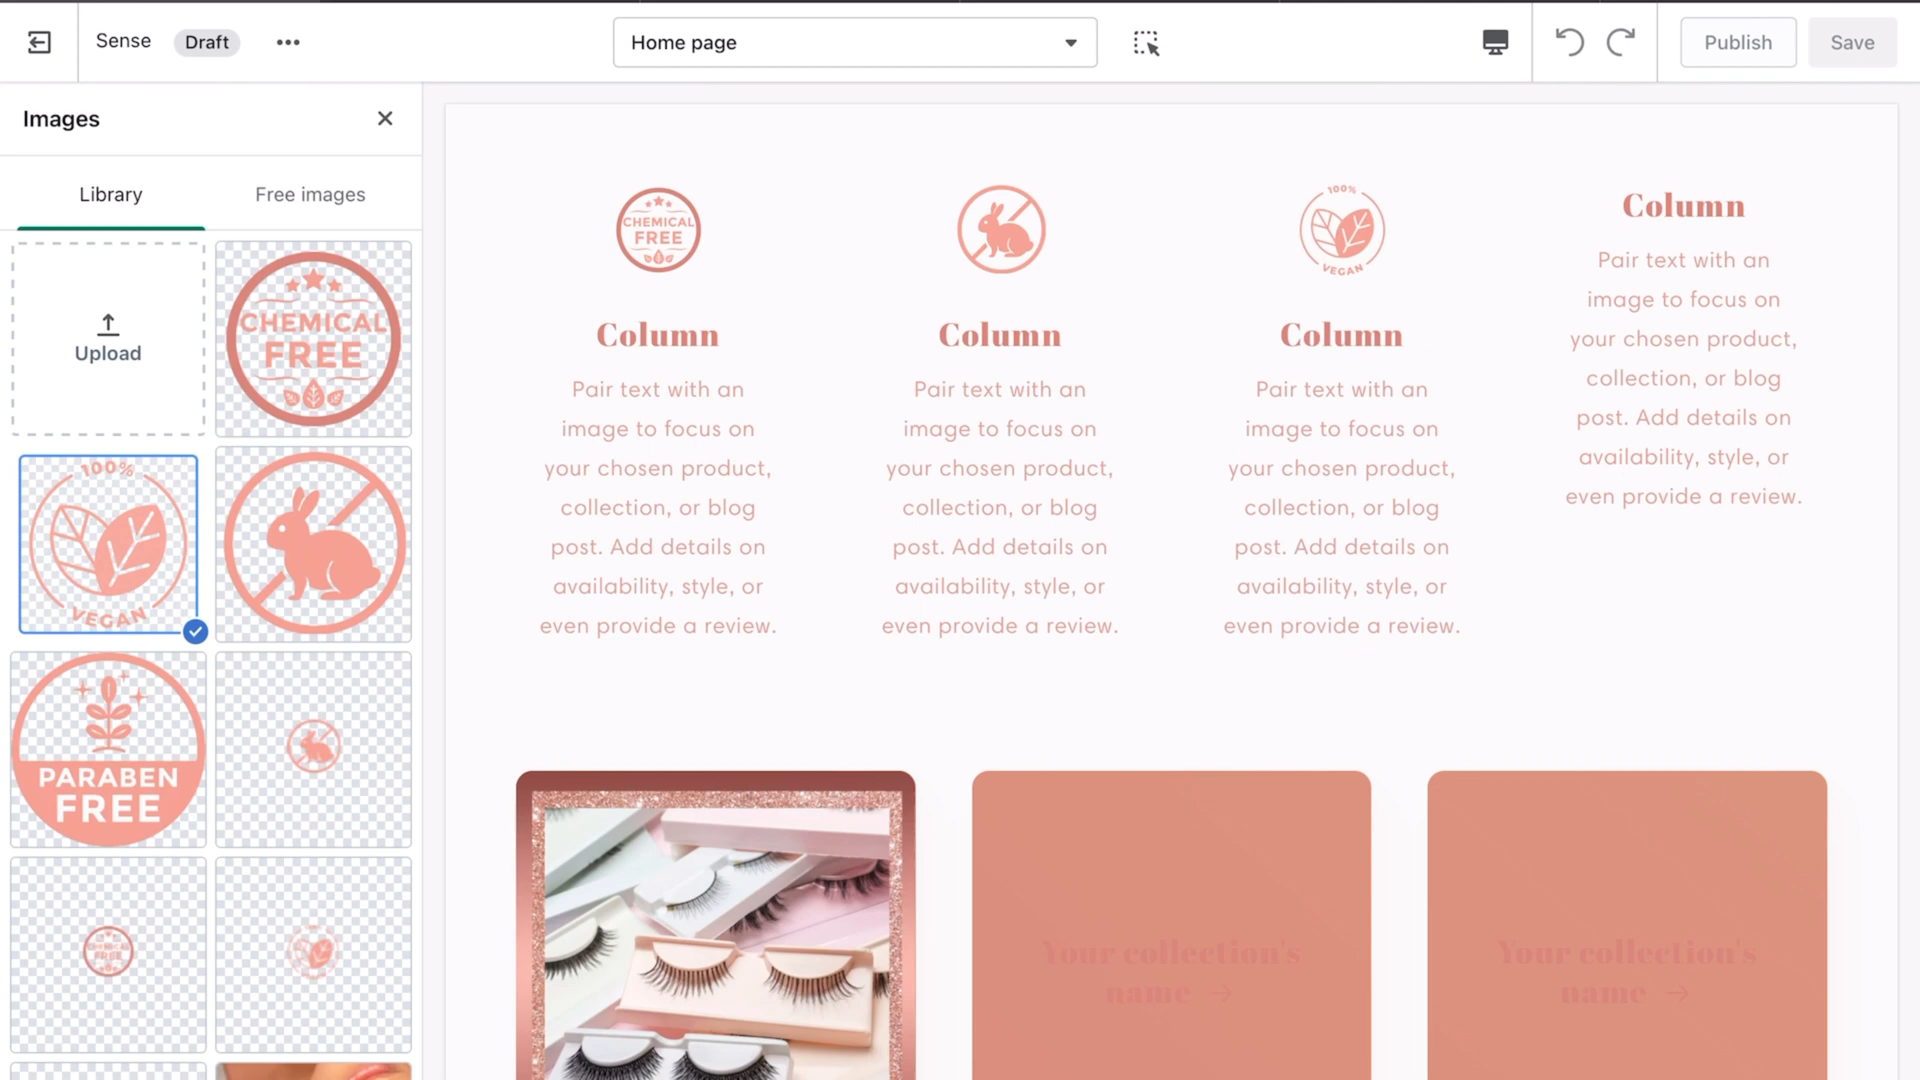 Sense
Draft
Home page
Publish
Save
Images
Library
Free images
Upload
CHEMICAL
FREE
100%
VEGAN
PARABEN
FREE
CHEMICAL
FREE
100%
VEGAN
Column
Pair text with an
image to focus on
your chosen product,
collection, or blog
post. Add details on
availability, style, or
even provide a review.
Column
Pair text with an
image to focus on
your chosen product,
collection, or blog
post. Add details on
availability, style, or
even provide a review.
Column
Pair text with an
image to focus on
your chosen product,
collection, or blog
post. Add details on
availability, style, or
even provide a review.
Column
Pair text with an
image to focus on
your chosen product,
collection, or blog
post. Add details on
availability, style, or
even provide a review.
Your collection's
name →
Your collection's
name →